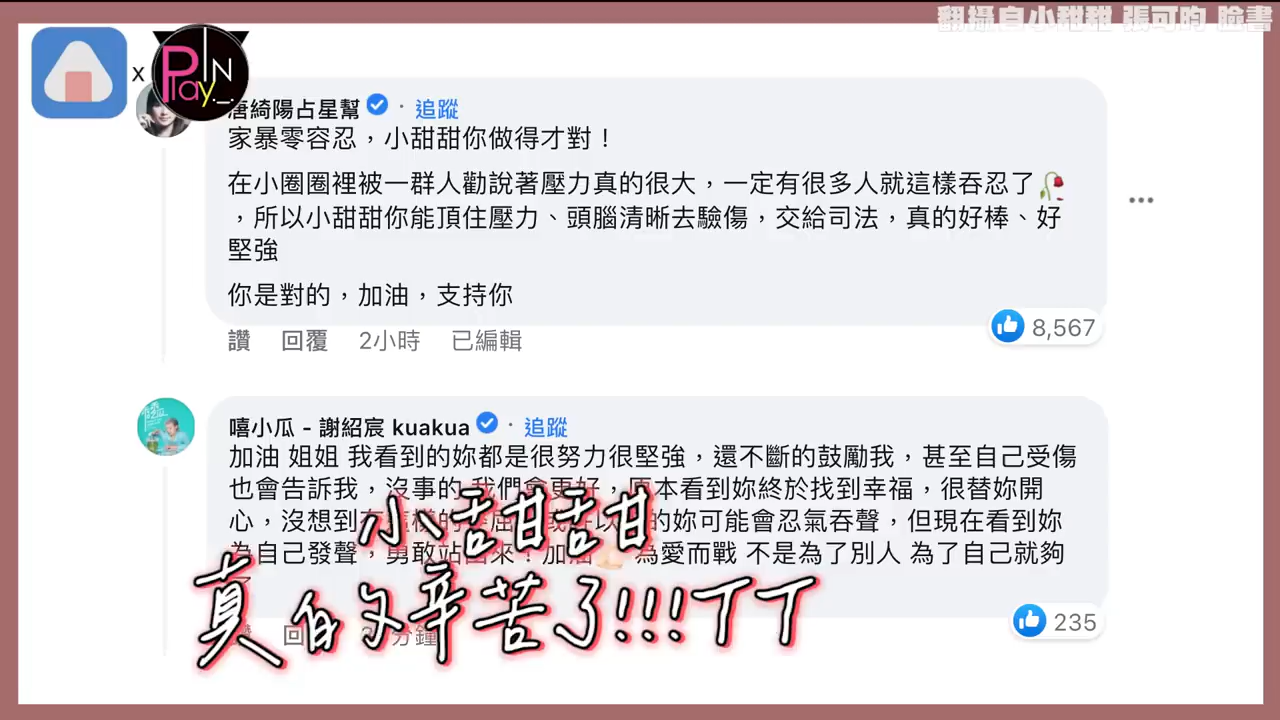 翻攝自小甜甜 張可昀 臉書
x PlayIN
唐綺陽占星幫 · 追蹤
家暴零容忍，小甜甜你做得才對！
在小圈圈裡被一群人勸說著壓力真的很大，一定有很多人就這樣吞忍了🥀
，所以小甜甜你能頂住壓力、頭腦清晰去驗傷，交給司法，真的好棒、好
堅強
你是對的，加油，支持你
讚 回覆 2小時 已編輯
8,567
嘻小瓜 - 謝紹宸 kuakua · 追蹤
加油 姐姐 我看到的妳都是很努力很堅強，還不斷的鼓勵我，甚至自己受傷
也會告訴我，沒事的 我們會更好，原本看到妳終於找到幸福，很替妳開
心，沒想到 的妳可能會忍氣吞聲，但現在看到妳
為自己發聲，勇敢站出來！加油 為愛而戰 不是為了別人 為了自己就夠
小甜甜
真的辛苦了!!!丁丁
回 分鐘
235